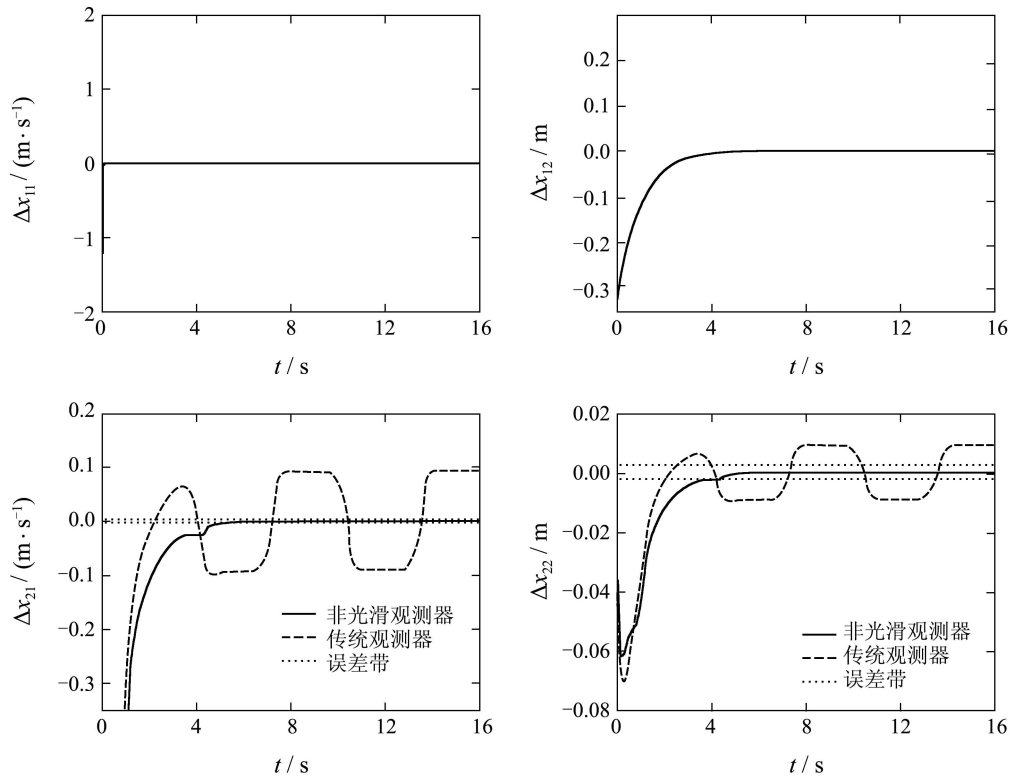 2
1
0
−1
−2
Δx₁₁ / (m · s⁻¹)
0 4 8 12 16
t / s
0.2
0.1
0.0
−0.1
−0.2
−0.3
Δx₁₂ / m
0 4 8 12 16
t / s
0.2
0.1
0.0
−0.1
−0.2
−0.3
Δx₂₁ / (m · s⁻¹)
非光滑观测器
传统观测器
误差带
0 4 8 12 16
t / s
0.02
0.00
−0.02
−0.04
−0.06
−0.08
Δx₂₂ / m
非光滑观测器
传统观测器
误差带
0 4 8 12 16
t / s